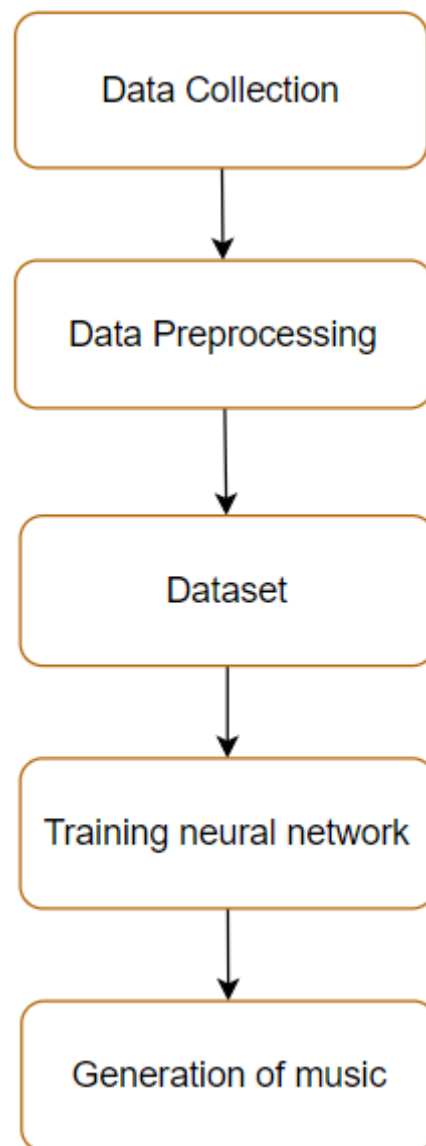 Data Collection
Data Preprocessing
Dataset
Training neural network
Generation of music